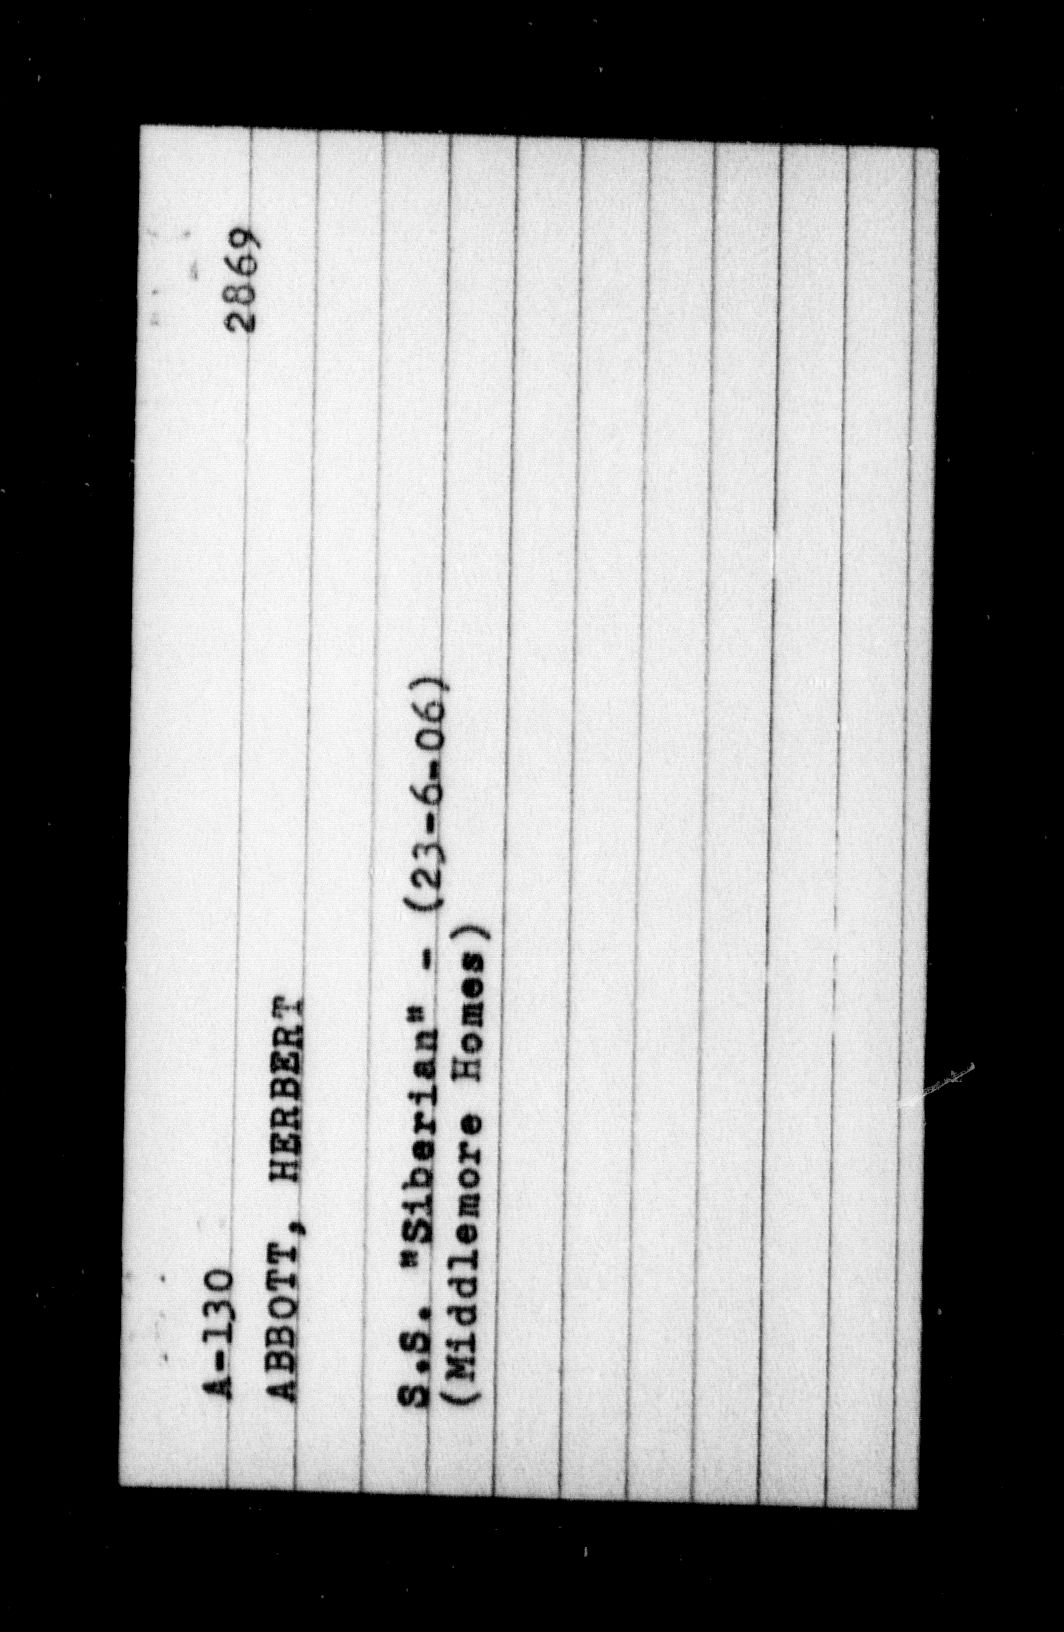 A-130 2869
ABBOTT, HERBERT
S.S. "Siberian" - (23-6-06)
(Middlemore Homes)